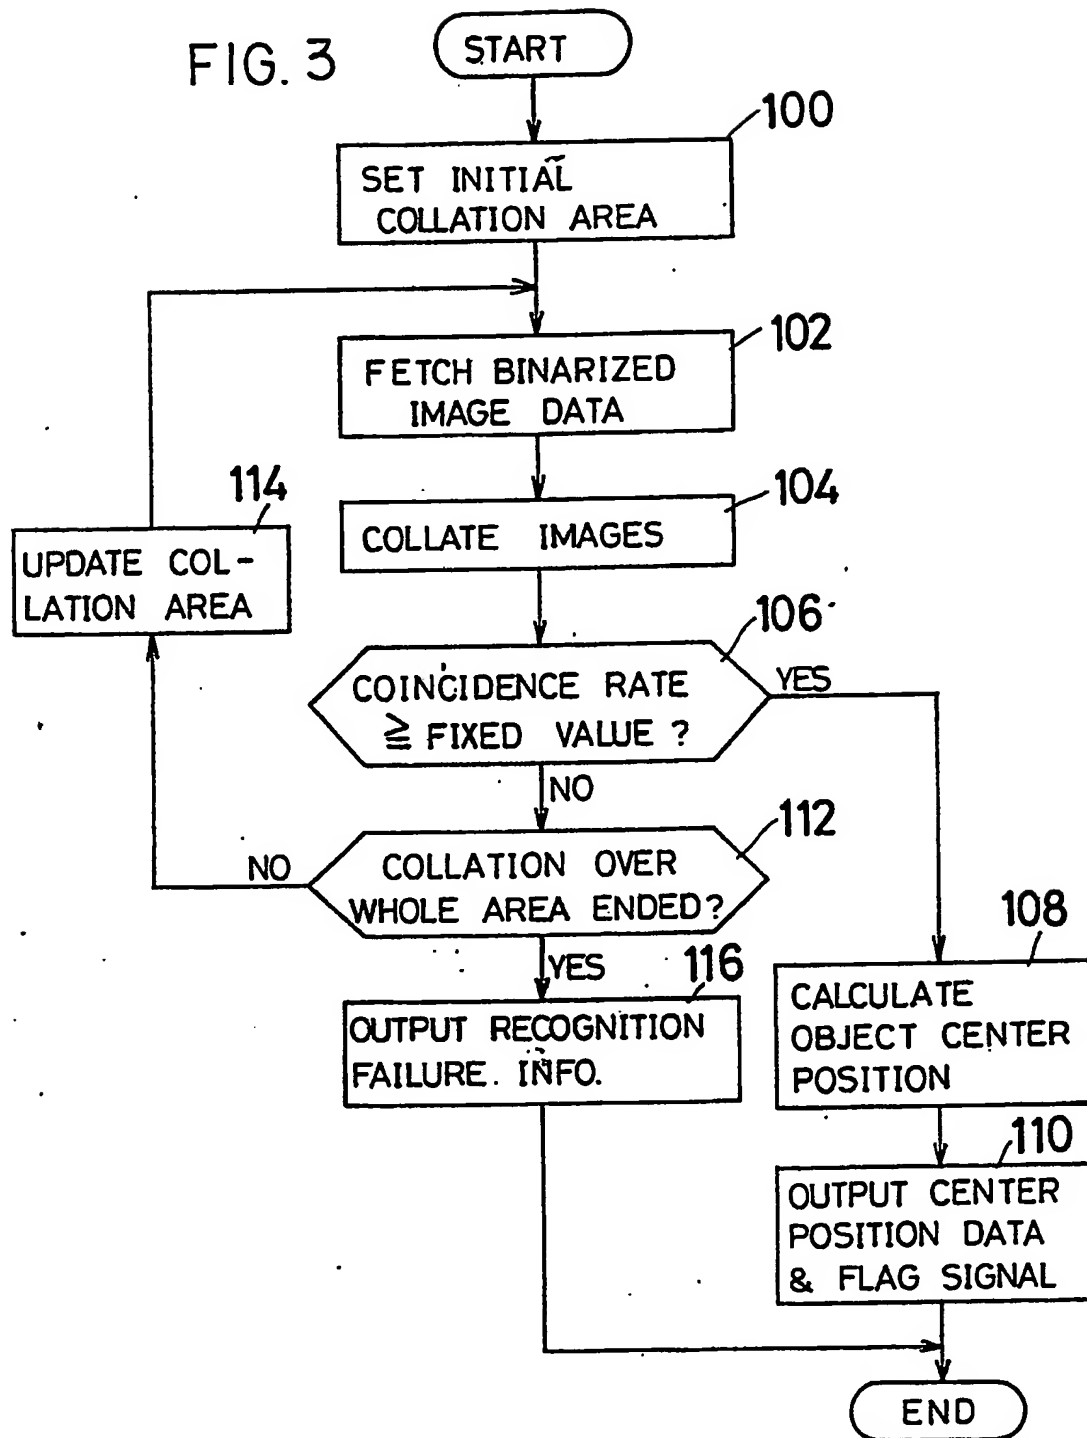 FIG. 3
START
100
SET INITIAL
COLLATION AREA
102
FETCH BINARIZED
IMAGE DATA
114
104
COLLATE IMAGES
UPDATE COL-
LATION AREA
106
COINCIDENCE RATE
≧ FIXED VALUE ?
YES
NO
112
COLLATION OVER
WHOLE AREA ENDED?
NO
YES
116
OUTPUT RECOGNITION
FAILURE. INFO.
108
CALCULATE
OBJECT CENTER
POSITION
110
OUTPUT CENTER
POSITION DATA
& FLAG SIGNAL
END